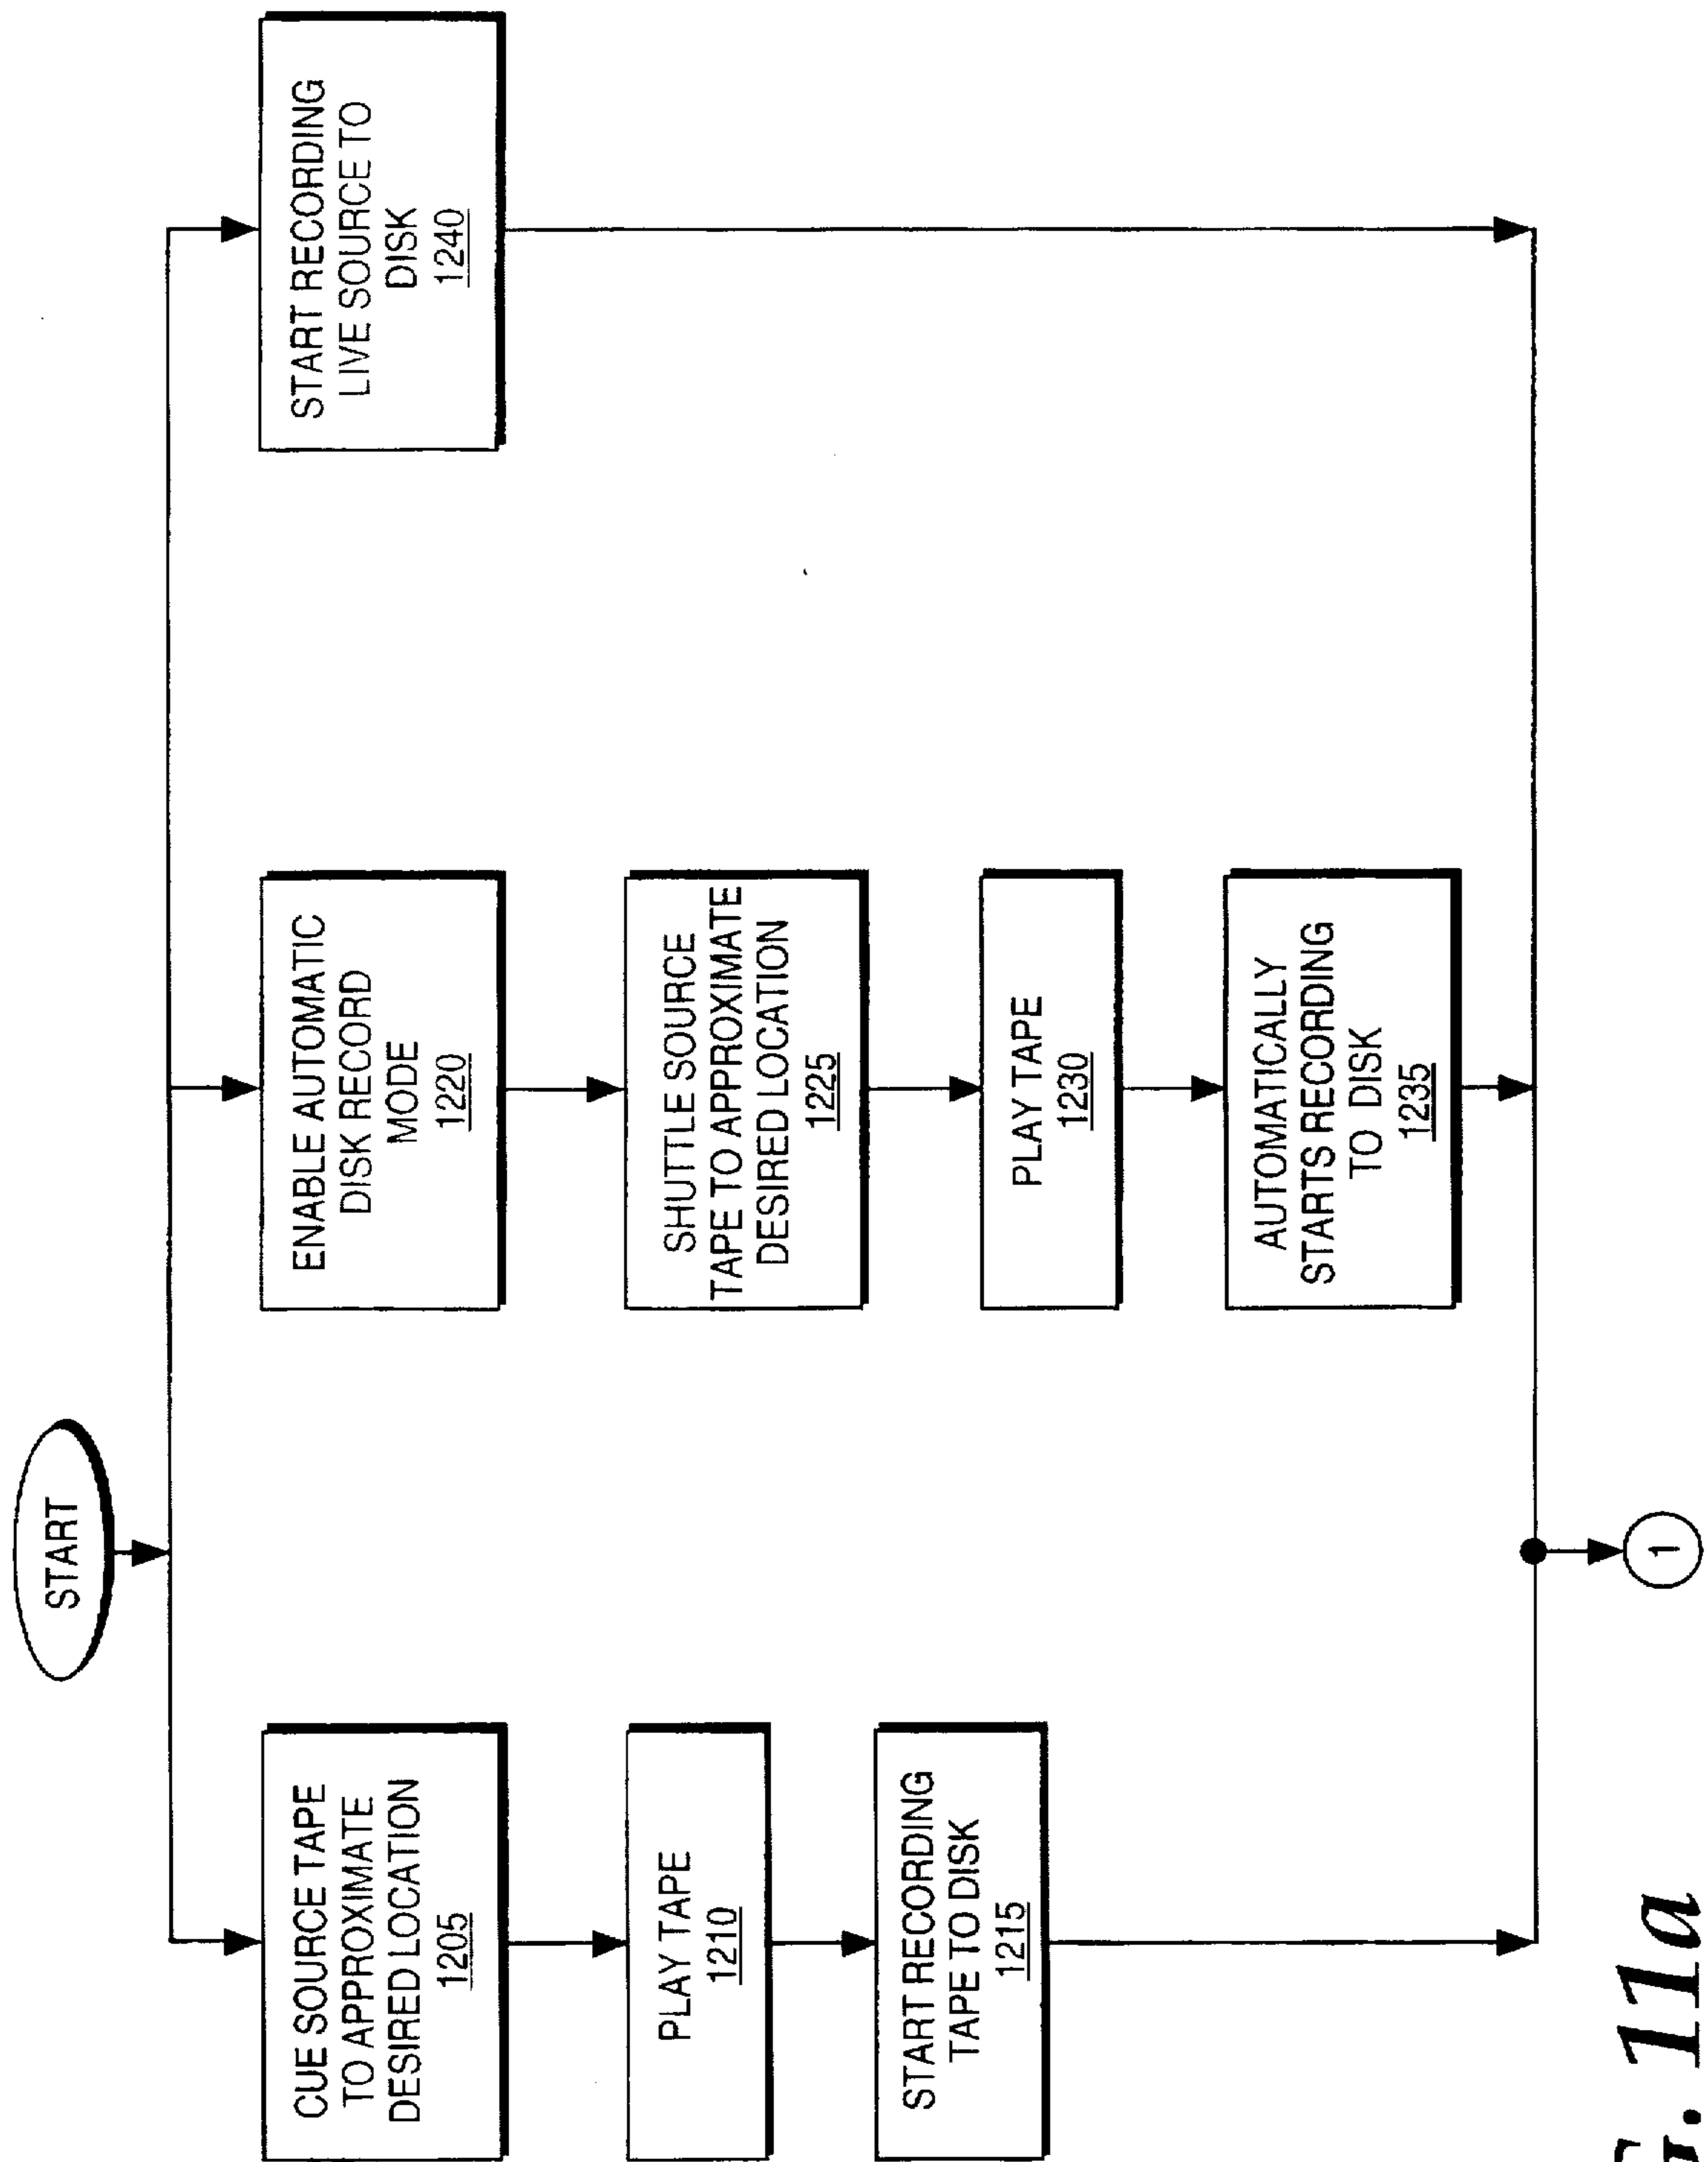 START
CUE SOURCE TAPE
TO APPROXIMATE
DESIRED LOCATION
1205
PLAY TAPE
1210
START RECORDING
TAPE TO DISK
1215
ENABLE AUTOMATIC
DISK RECORD
MODE
1220
SHUTTLE SOURCE
TAPE TO APPROXIMATE
DESIRED LOCATION
1225
PLAY TAPE
1230
AUTOMATICALLY
STARTS RECORDING
TO DISK
1235
START RECORDING
LIVE SOURCE TO
DISK
1240
1
11a